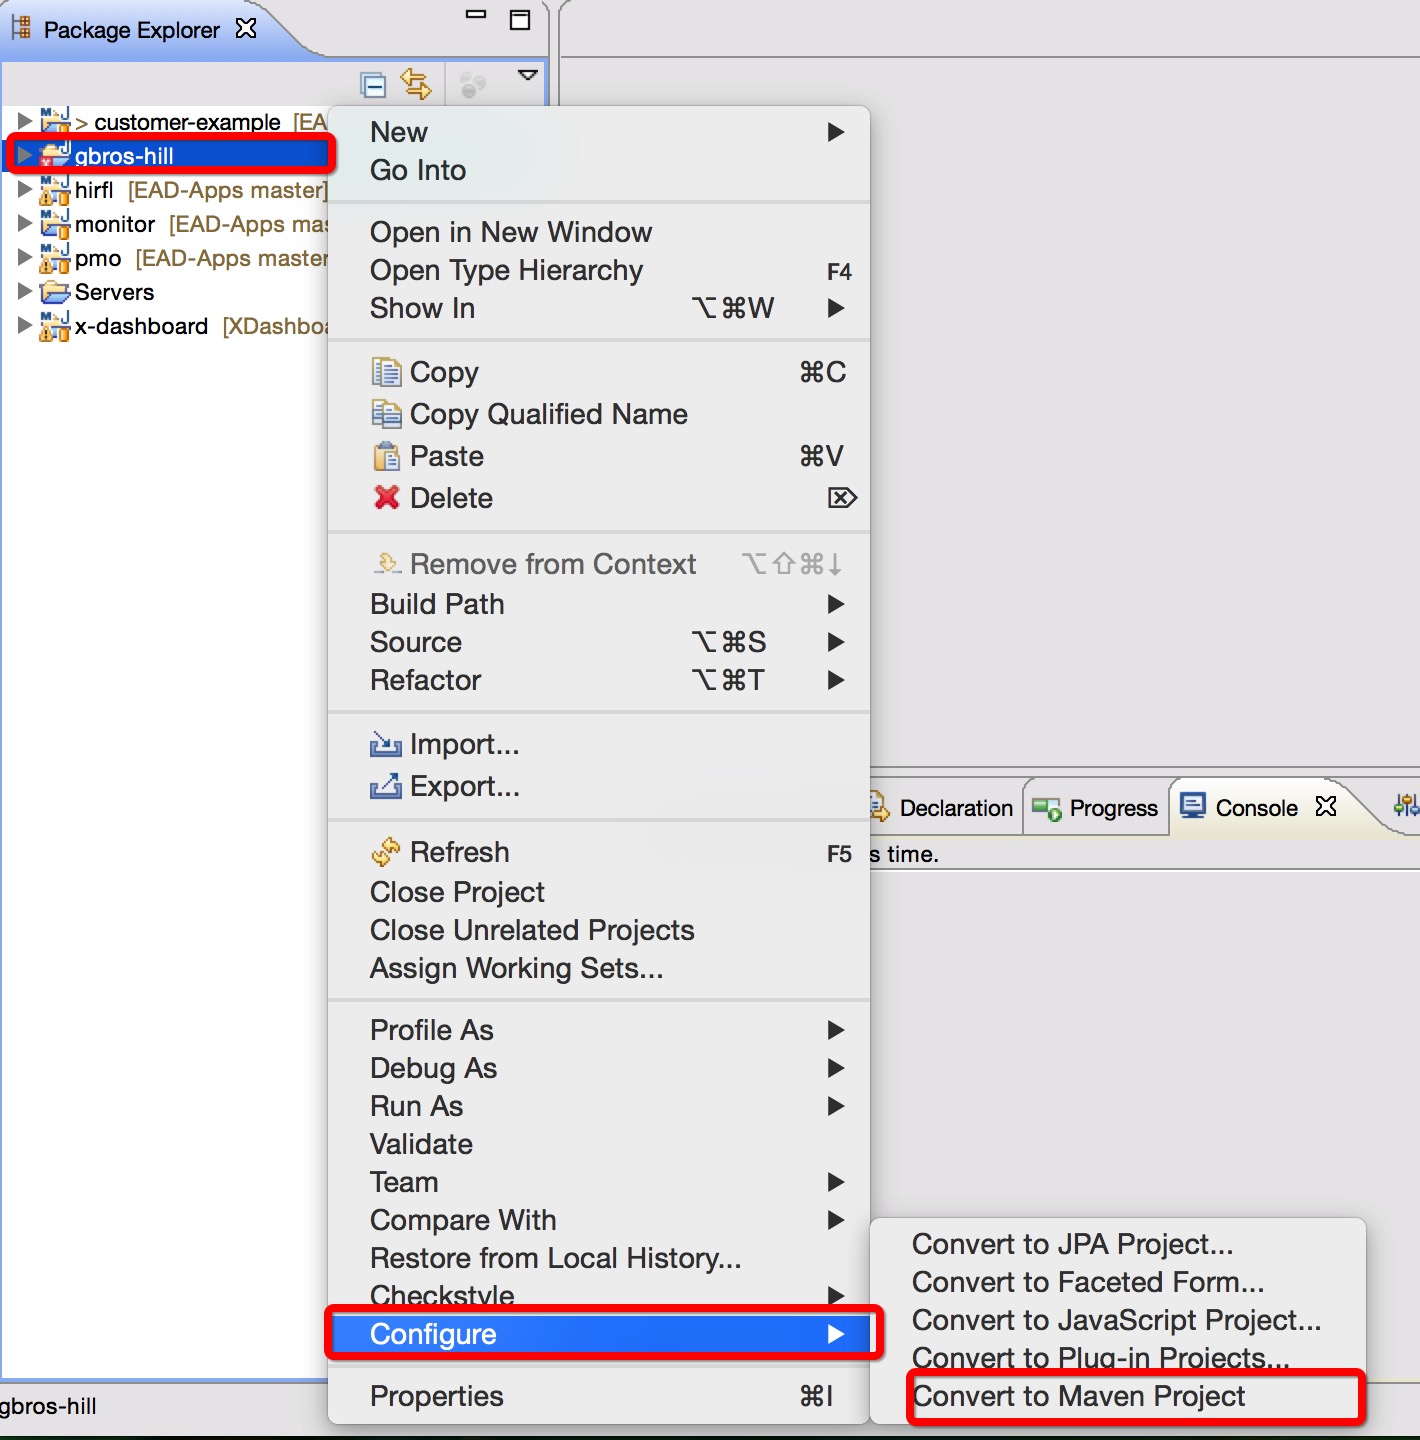 Package Explorer
> customer-example [EA
gbros-hill
hirfl [EAD-Apps master]
monitor [EAD-Apps mas
pmo [EAD-Apps master
Servers
x-dashboard [XDashboa
New
Go Into
Open in New Window
Open Type Hierarchy F4
Show In ⌥⌘W
Copy ⌘C
Copy Qualified Name
Paste ⌘V
Delete ⌦
Remove from Context ⌥⇧⌘↓
Build Path
Source ⌥⌘S
Refactor ⌥⌘T
Import...
Export...
Refresh F5
Close Project
Close Unrelated Projects
Assign Working Sets...
Profile As
Debug As
Run As
Validate
Team
Compare With
Restore from Local History...
Checkstyle
Configure
Properties ⌘I
Declaration Progress Console
s time.
Convert to JPA Project...
Convert to Faceted Form...
Convert to JavaScript Project...
Convert to Plug-in Projects...
Convert to Maven Project
gbros-hill